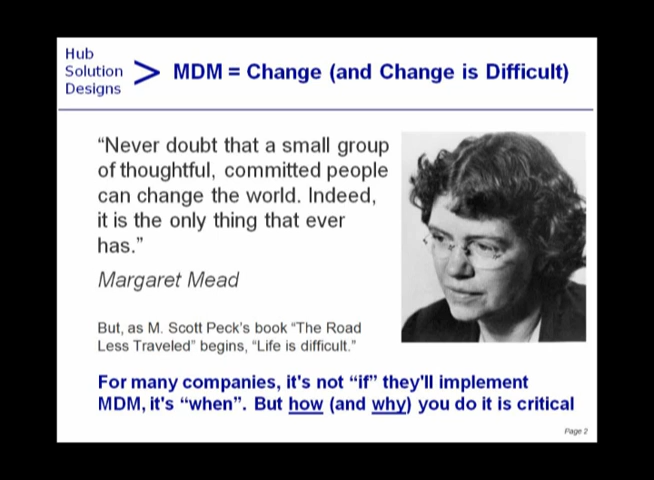 Hub
Solution
Designs
> MDM = Change (and Change is Difficult)
“Never doubt that a small group
of thoughtful, committed people
can change the world. Indeed,
it is the only thing that ever
has.”
Margaret Mead
But, as M. Scott Peck's book “The Road
Less Traveled” begins, “Life is difficult.”
For many companies, it's not “if” they'll implement
MDM, it's “when”. But how (and why) you do it is critical
Page 2